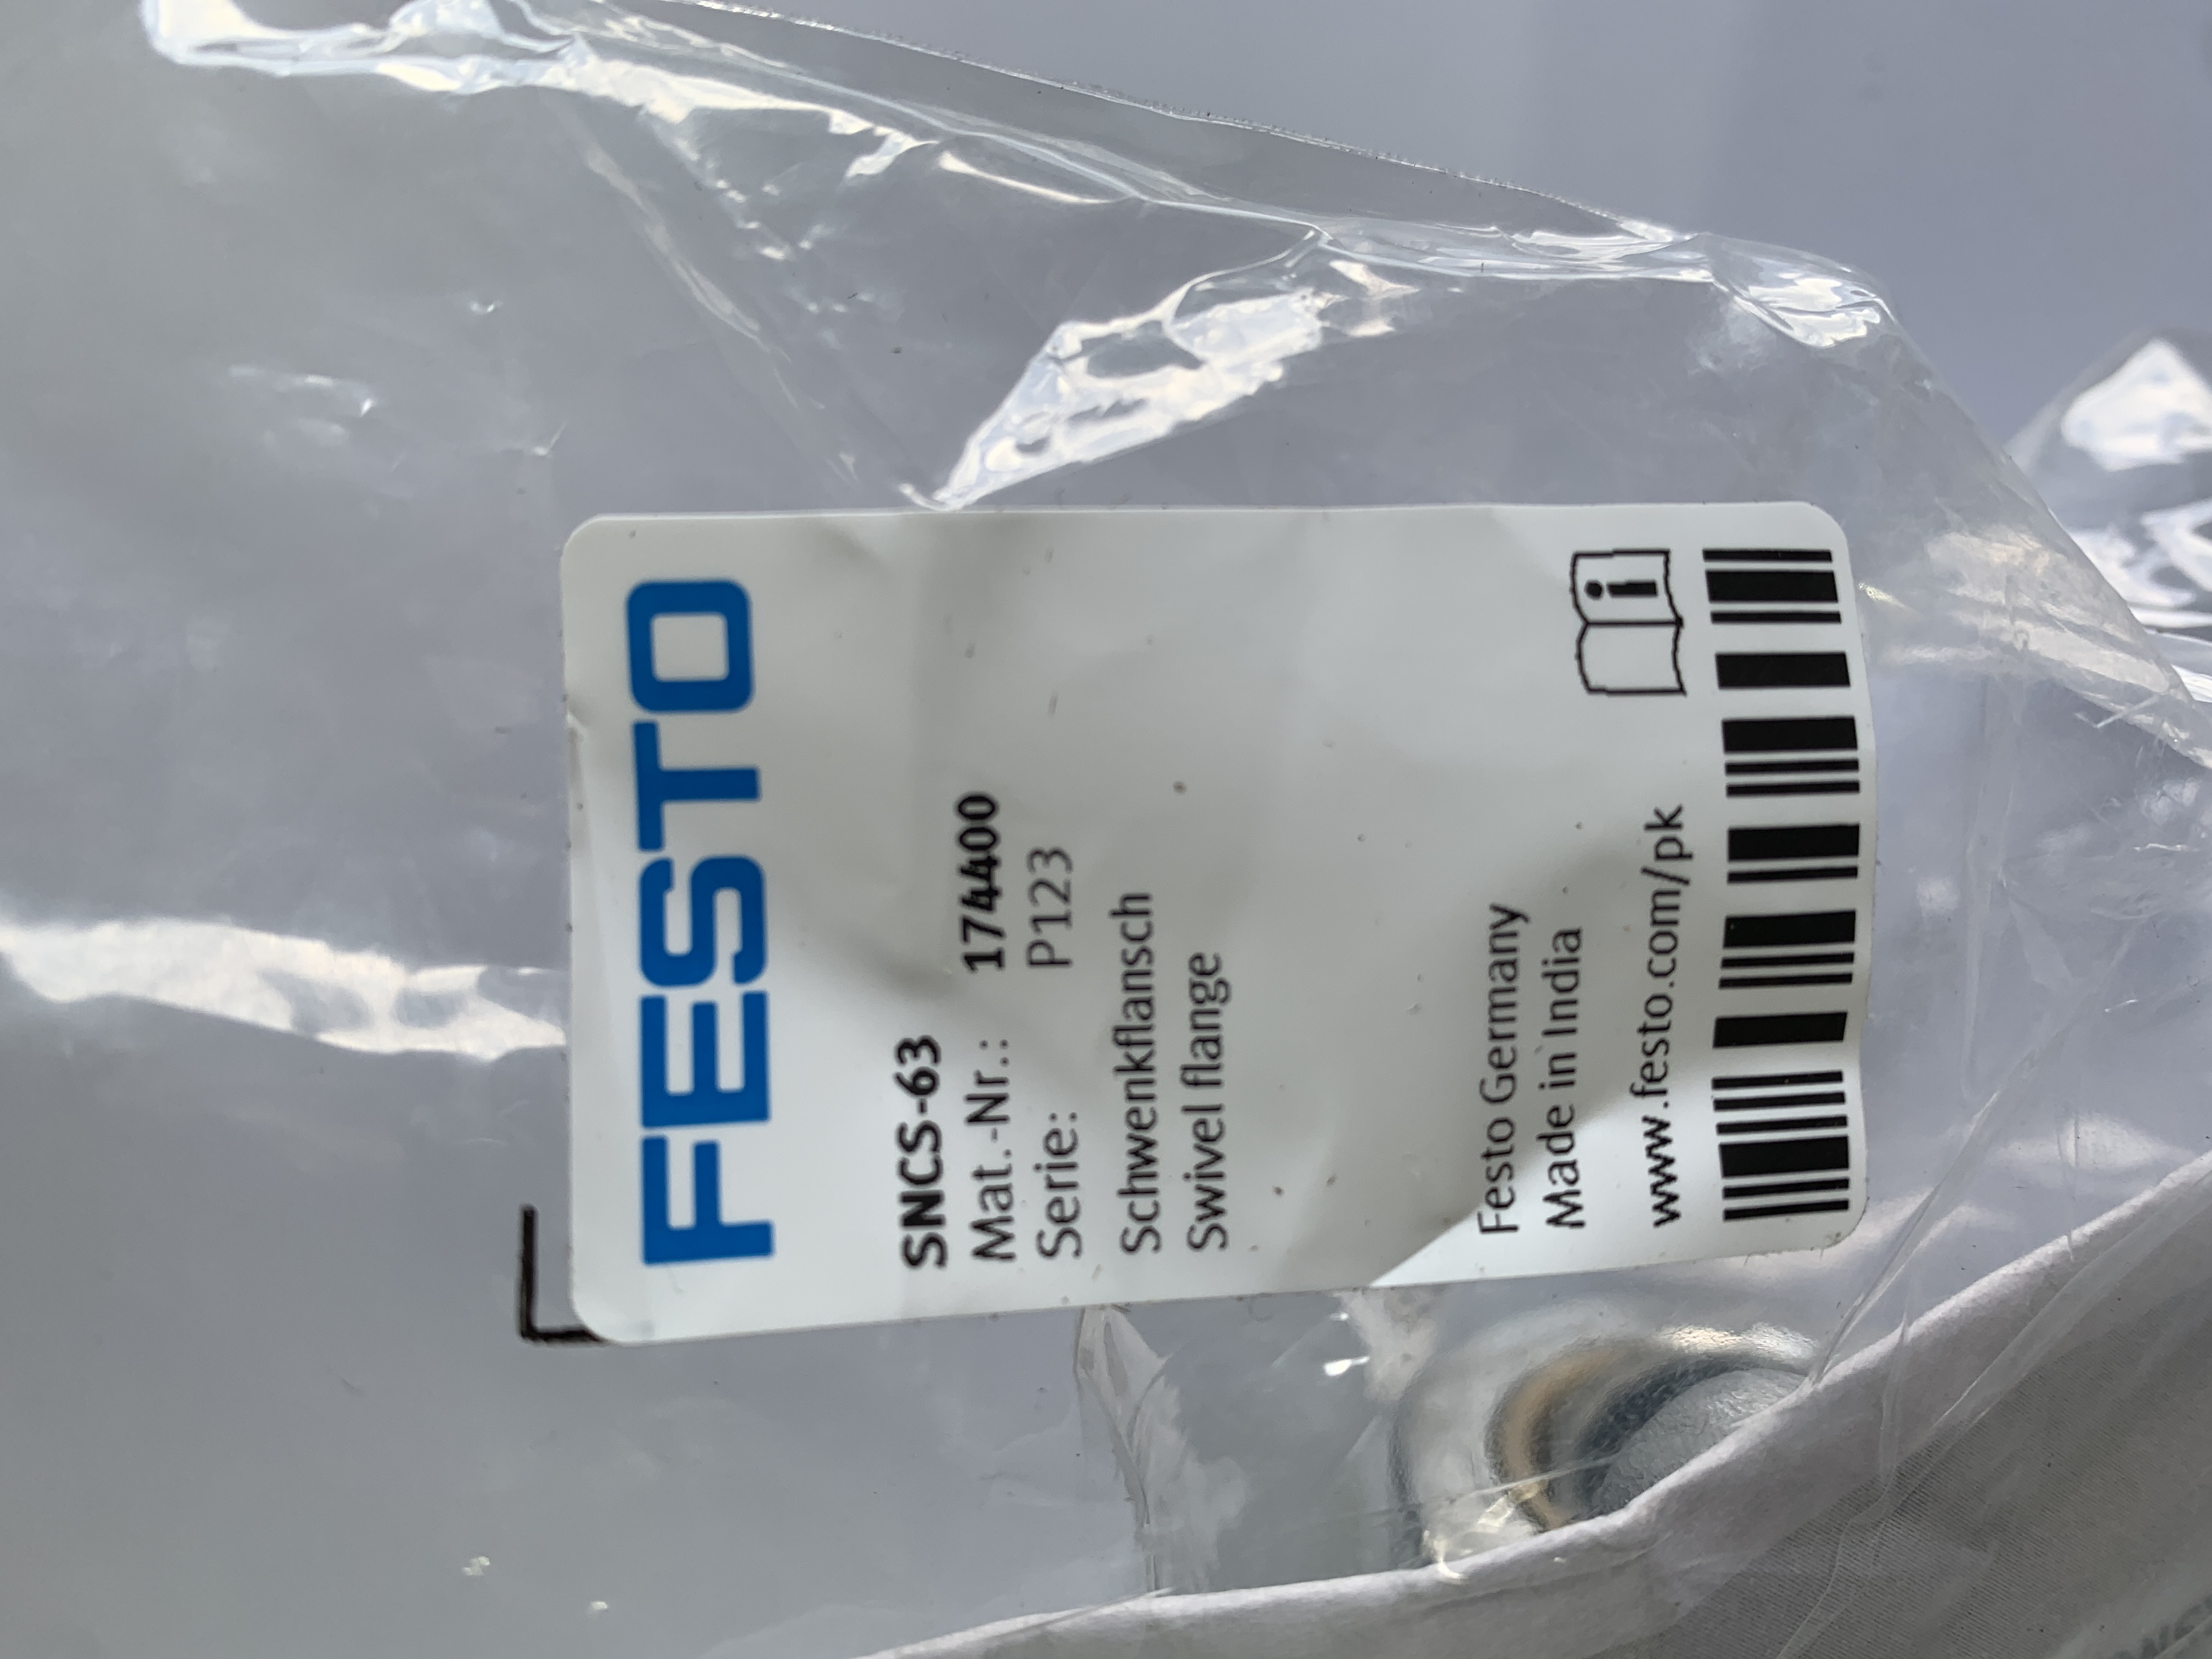 FESTO
SNCS-63
Mat.-Nr.: 174400
Serie: P123
Schwenkflansch
Swivel flange
Festo Germany
Made in India
www.festo.com/pk